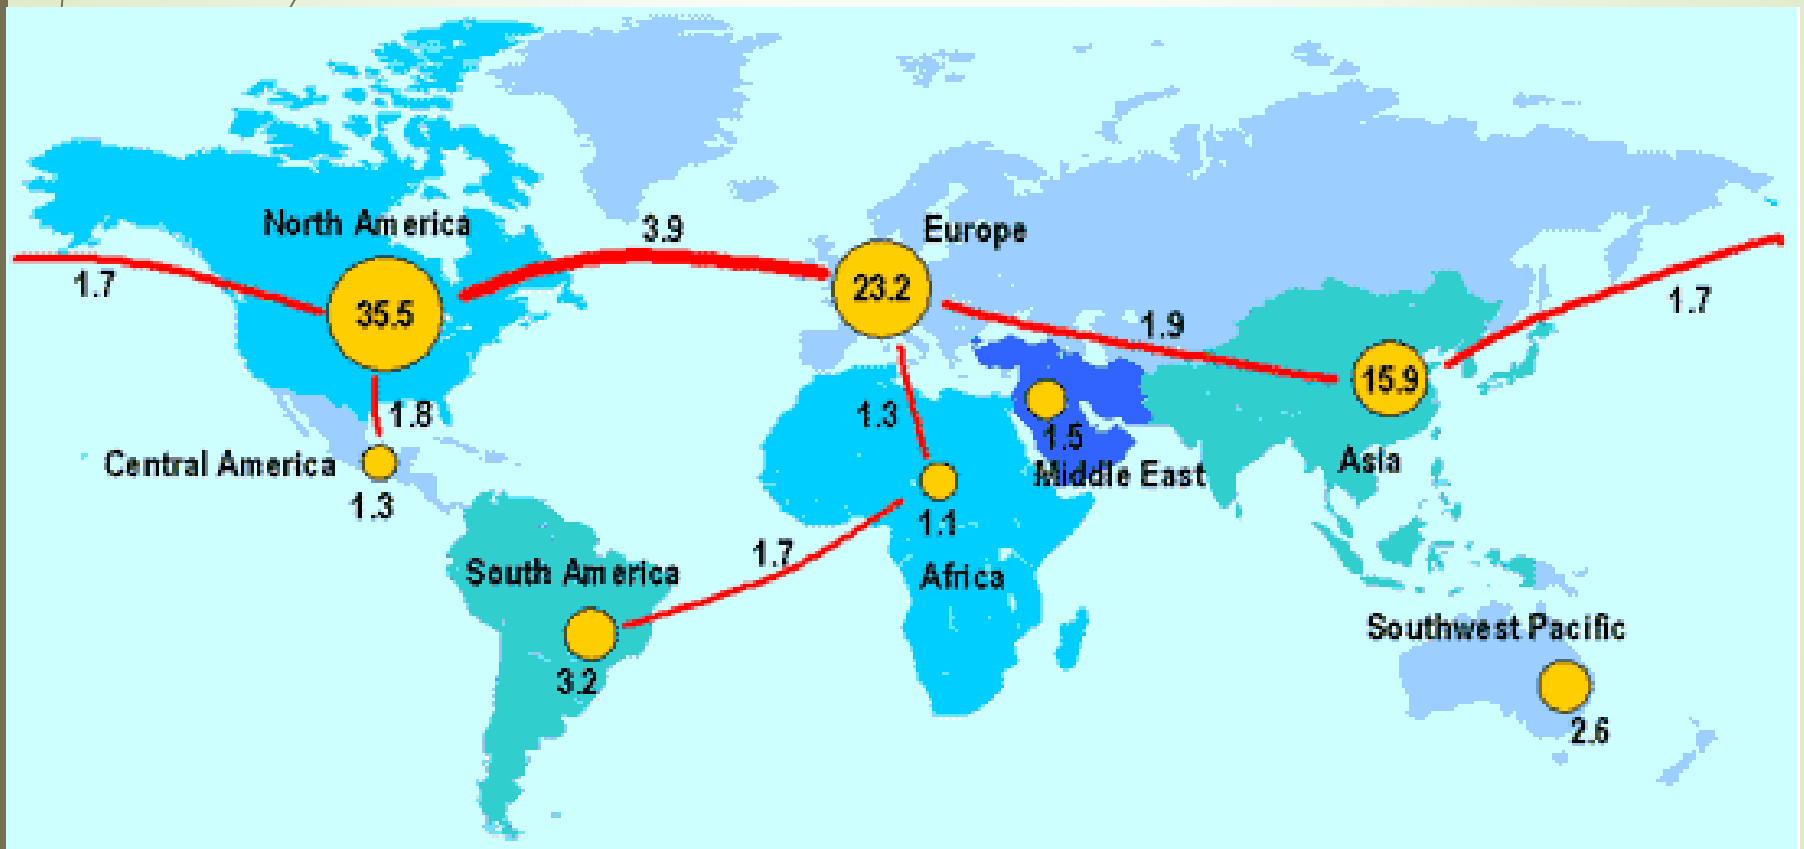 North America
3.9
Europe
1.7
35.5
23.2
1.7
1.9
1.8
1.3
15.9
Central America
1.5
Middle East
Asia
1.3
1.1
1.7
South America
Africa
3.2
Southwest Pacific
2.6